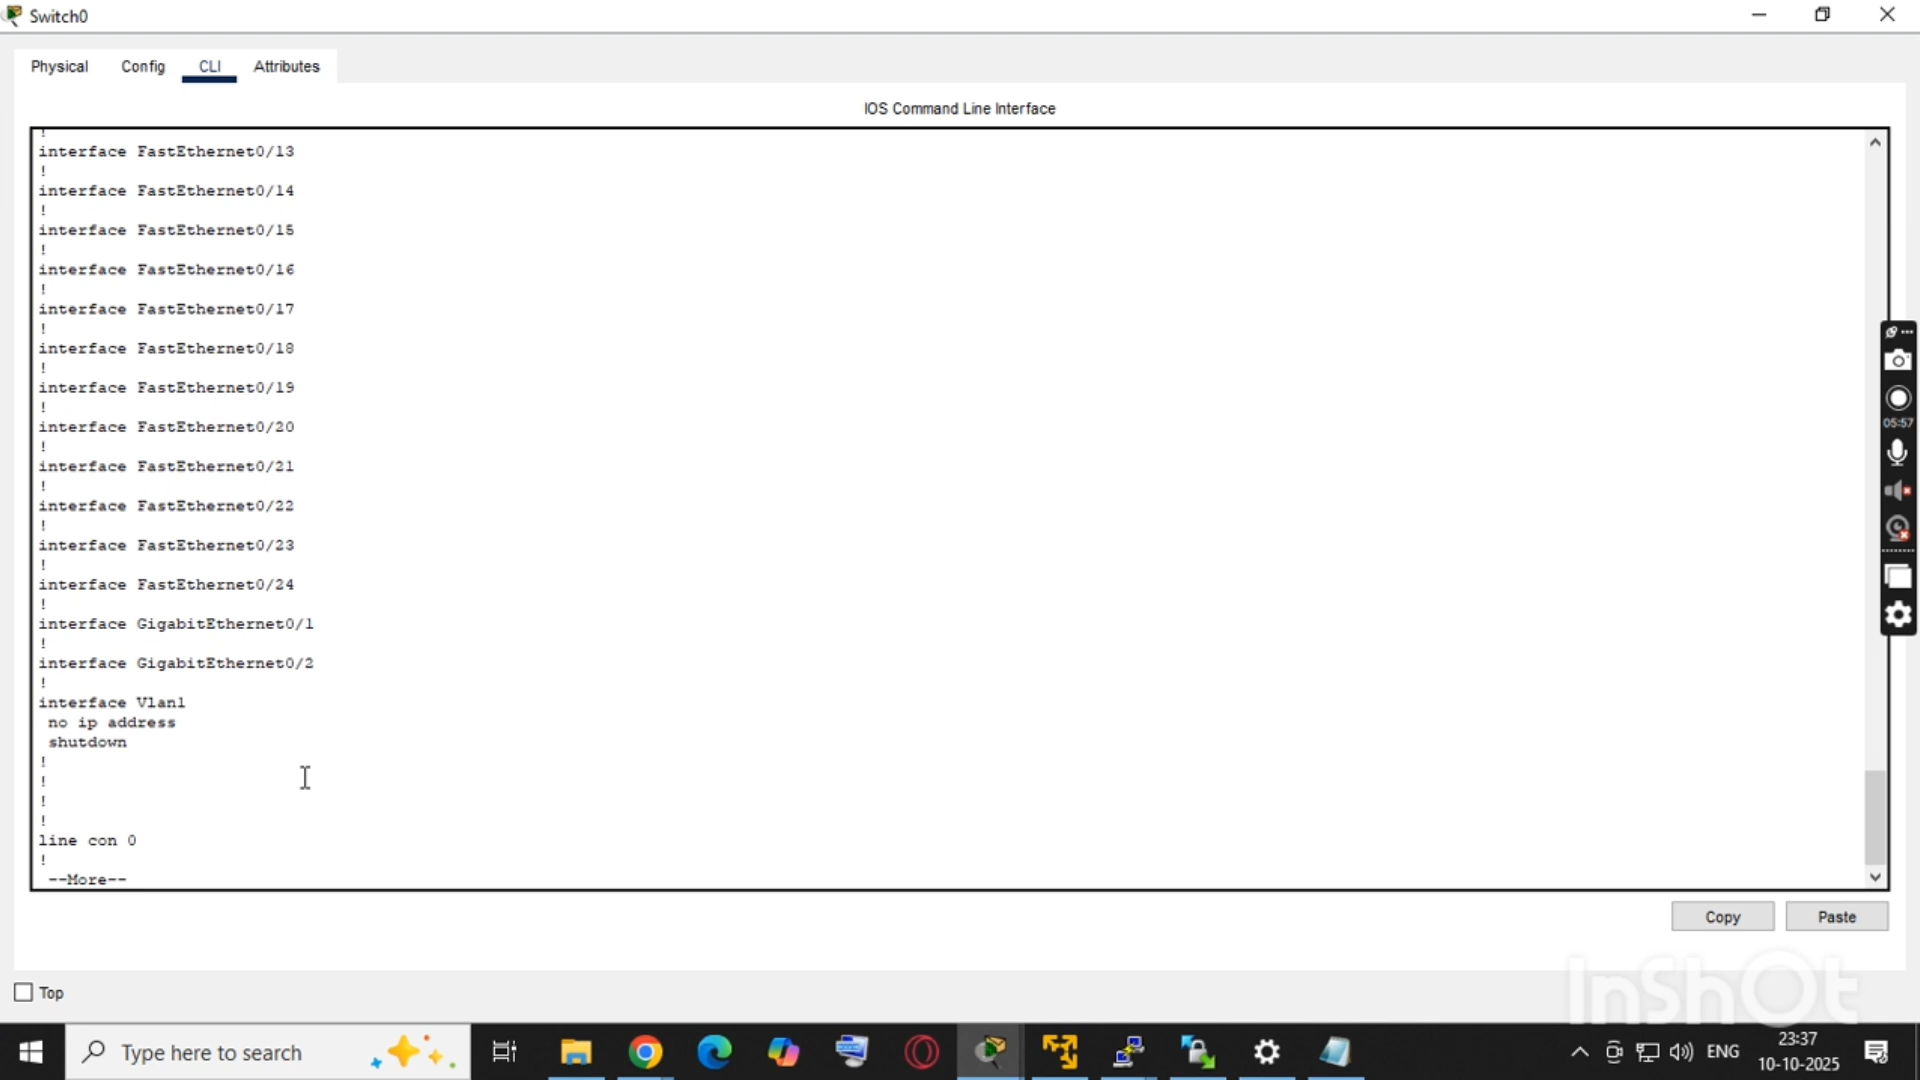 Switch0
Physical Config CLI Attributes
IOS Command Line Interface
!
interface FastEthernet0/13
!
interface FastEthernet0/14
!
interface FastEthernet0/15
!
interface FastEthernet0/16
!
interface FastEthernet0/17
!
interface FastEthernet0/18
!
interface FastEthernet0/19
!
interface FastEthernet0/20
!
interface FastEthernet0/21
!
interface FastEthernet0/22
!
interface FastEthernet0/23
!
interface FastEthernet0/24
!
interface GigabitEthernet0/1
!
interface GigabitEthernet0/2
!
interface Vlan1
no ip address
shutdown
!
!
!
!
line con 0
!
--More--
05:57
Copy Paste
Top
InShOt
Type here to search
ENG
23:37
10-10-2025